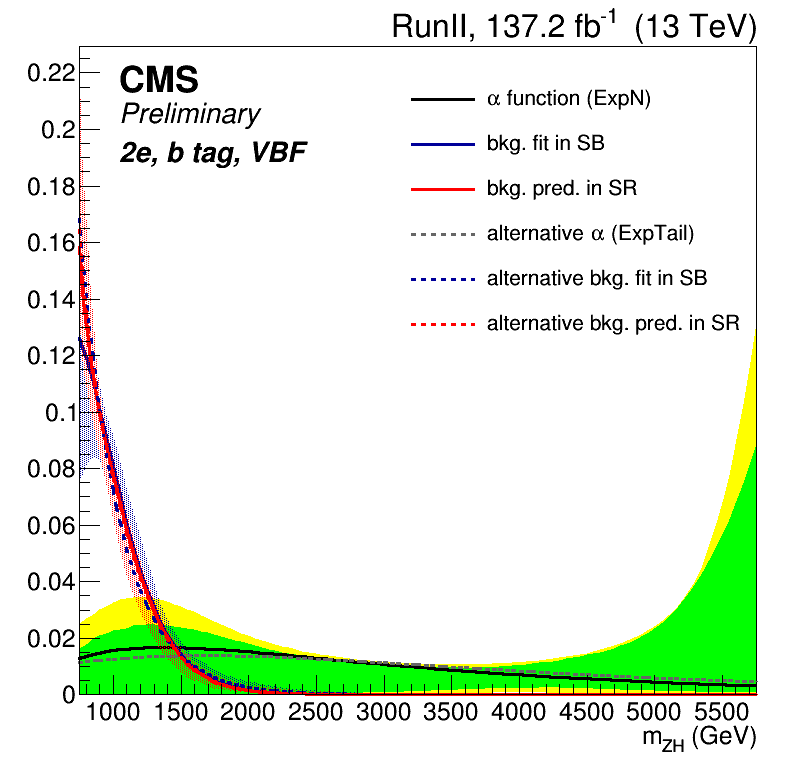 RunII, 137.2 fb⁻¹ (13 TeV)
CMS
Preliminary
2e, b tag, VBF
α function (ExpN)
bkg. fit in SB
bkg. pred. in SR
alternative α (ExpTail)
alternative bkg. fit in SB
alternative bkg. pred. in SR
0.22
0.2
0.18
0.16
0.14
0.12
0.1
0.08
0.06
0.04
0.02
0
1000 1500 2000 2500 3000 3500 4000 4500 5000 5500
m_ZH (GeV)